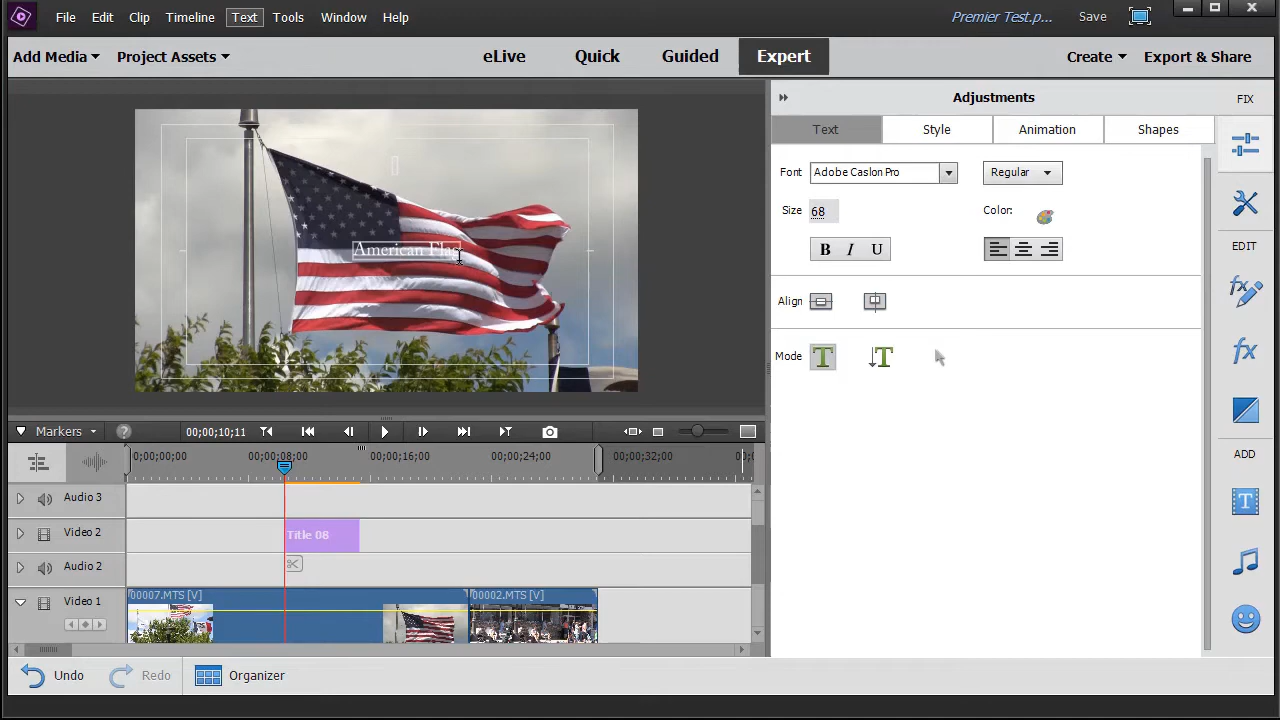 File Edit Clip Timeline Text Tools Window Help Premier Test.p... Save
Add Media Project Assets eLive Quick Guided Expert Create Export & Share
Adjustments FIX
Text Style Animation Shapes
Font Adobe Caslon Pro Regular
Size 68 Color:
B I U
American Flag
EDIT
Align
Mode T T
fx
fx
Markers ? 00;00;10;11
0;00;00;00 00;00;08;00 00;00;16;00 00;00;24;00 00;00;32;00 00;0
ADD
Audio 3
T
Video 2 Title 08
Audio 2
Video 1 00007.MTS [V] 00002.MTS [V]
Undo Redo Organizer